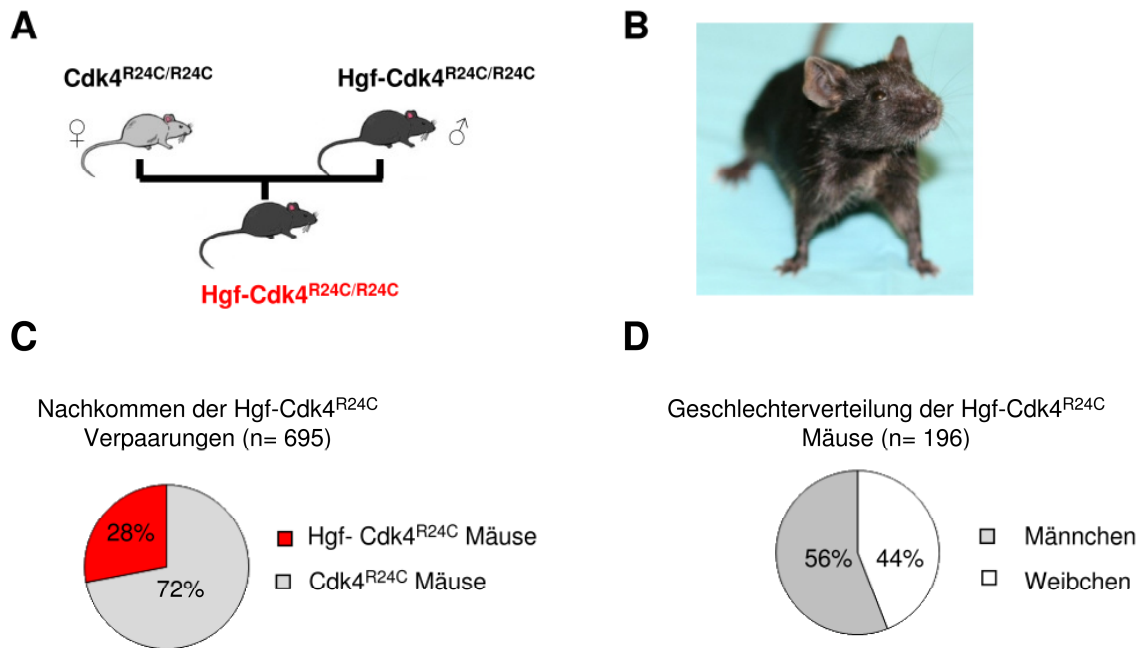 A
B
Cdk4R24C/R24C
Hgf-Cdk4R24C/R24C
♀
♂
Hgf-Cdk4R24C/R24C
C
D
Nachkommen der Hgf-Cdk4R24C
Verpaarungen (n= 695)
28%
72%
Hgf- Cdk4R24C Mäuse
Cdk4R24C Mäuse
Geschlechterverteilung der Hgf-Cdk4R24C
Mäuse (n= 196)
56%
44%
Männchen
Weibchen